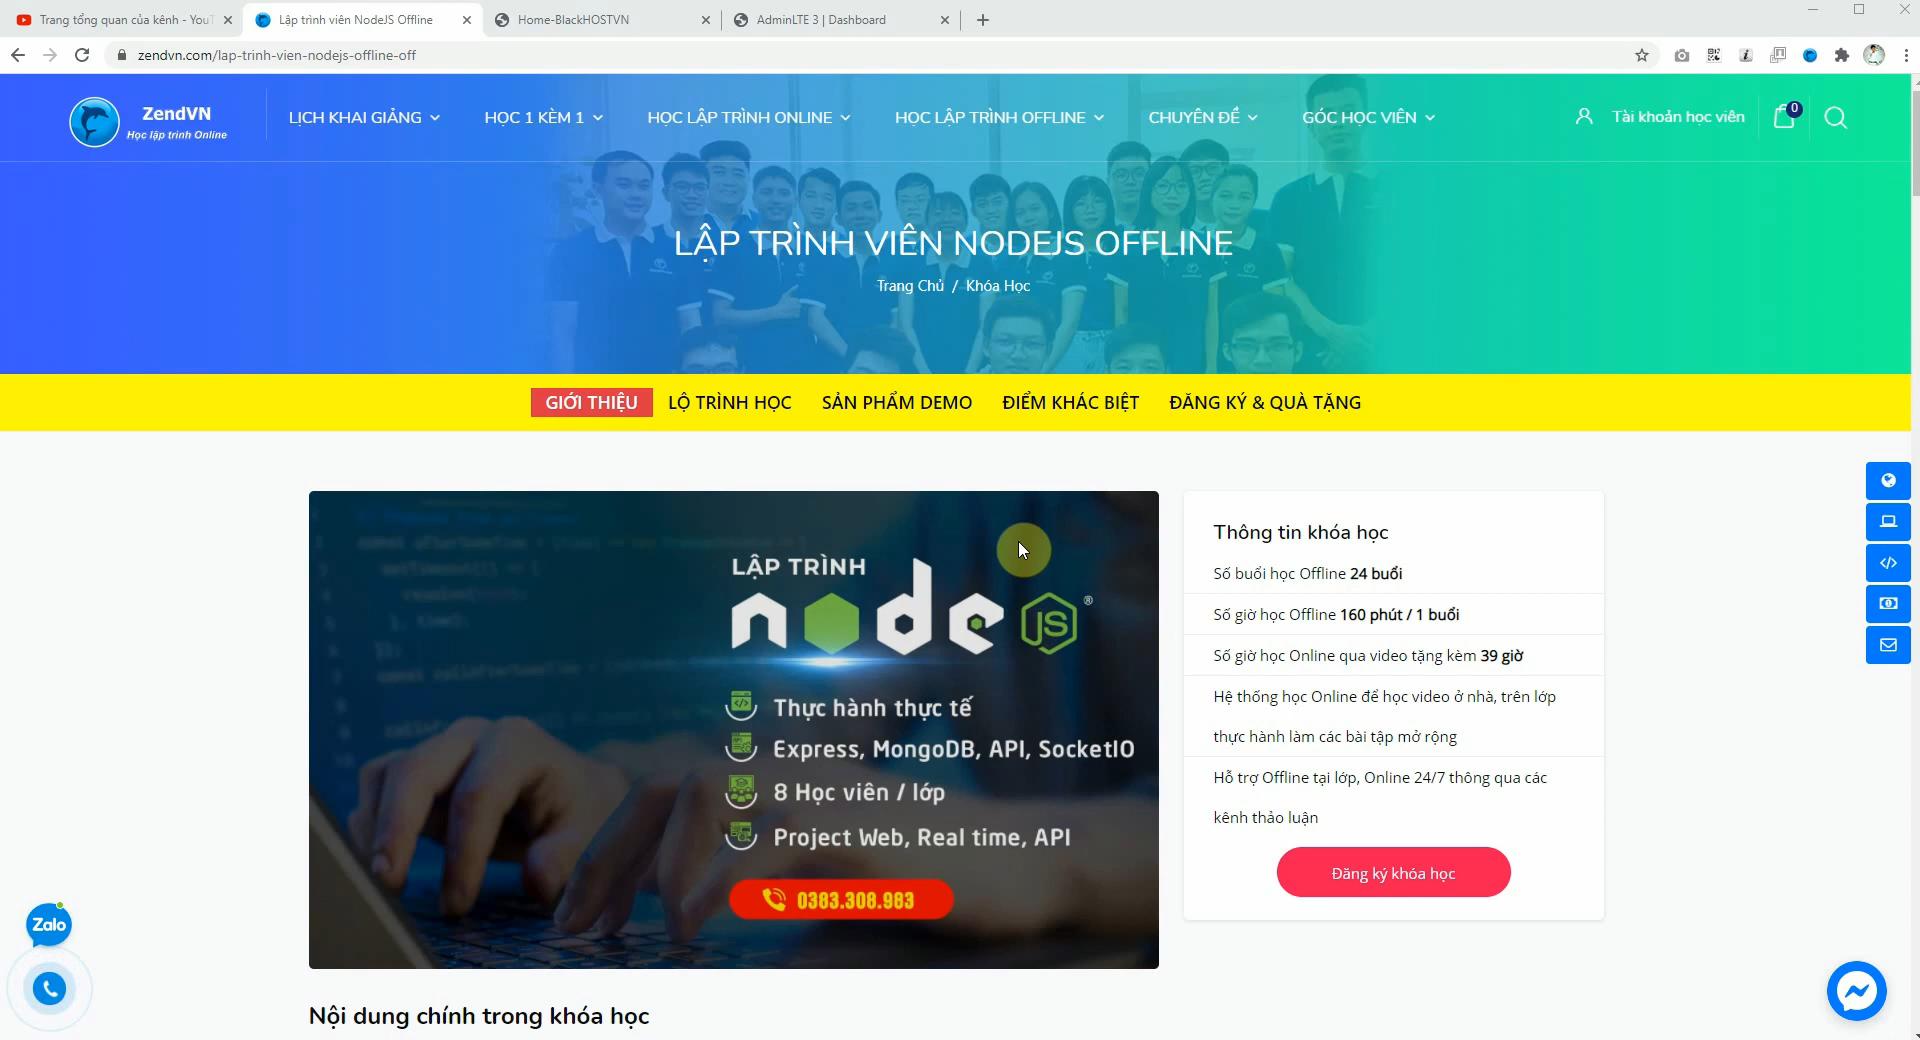 Trang tổng quan của kênh - YouT
Lập trình viên NodeJS Offline
Home-BlackHOSTVN
AdminLTE 3 | Dashboard
zendvn.com/lap-trinh-vien-nodejs-offline-off
ZendVN
Học lập trình Online
LỊCH KHAI GIẢNG
HỌC 1 KÈM 1
HỌC LẬP TRÌNH ONLINE
HỌC LẬP TRÌNH OFFLINE
CHUYÊN ĐỀ
GÓC HỌC VIÊN
Tài khoản học viên
0
LẬP TRÌNH VIÊN NODEJS OFFLINE
Trang Chủ / Khóa Học
GIỚI THIỆU
LỘ TRÌNH HỌC
SẢN PHẨM DEMO
ĐIỂM KHÁC BIỆT
ĐĂNG KÝ & QUÀ TẶNG
LẬP TRÌNH
node JS ®
Thực hành thực tế
Express, MongoDB, API, SocketIO
8 Học viên / lớp
Project Web, Real time, API
0383.308.983
Thông tin khóa học
Số buổi học Offline 24 buổi
Số giờ học Offline 160 phút / 1 buổi
Số giờ học Online qua video tặng kèm 39 giờ
Hệ thống học Online để học video ở nhà, trên lớp
thực hành làm các bài tập mở rộng
Hỗ trợ Offline tại lớp, Online 24/7 thông qua các
kênh thảo luận
Đăng ký khóa học
Zalo
Nội dung chính trong khóa học